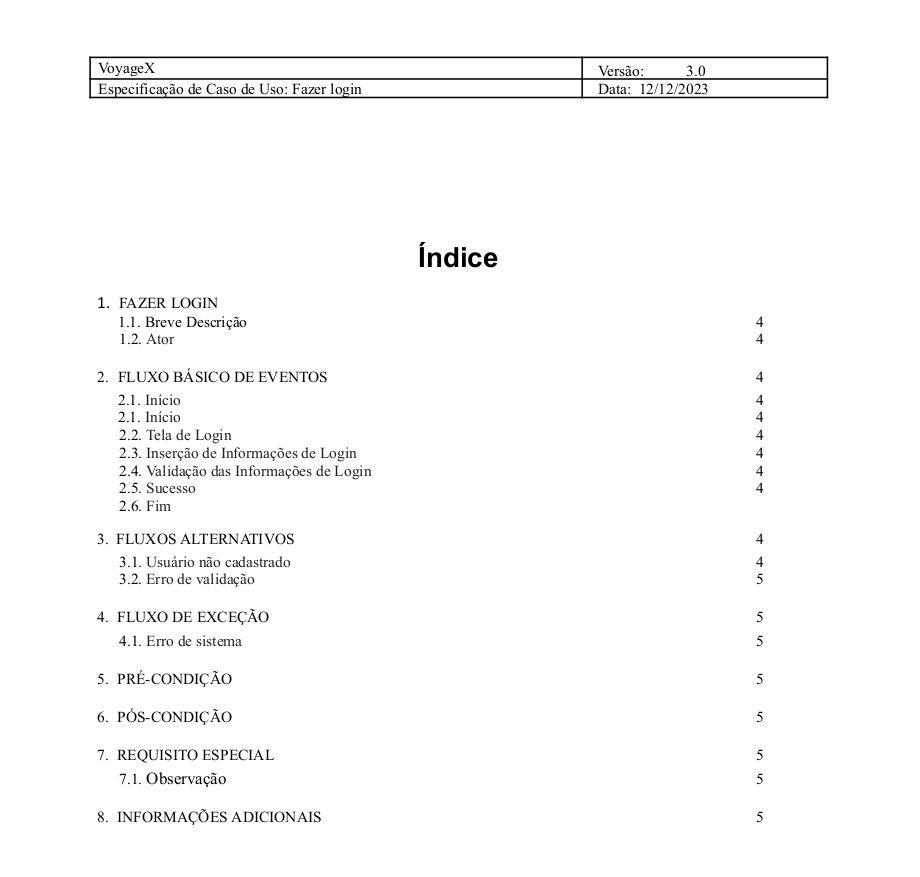 VoyageX
Versão: 3.0
Especificação de Caso de Uso: Fazer login
Data: 12/12/2023
Índice
1. FAZER LOGIN
1.1. Breve Descrição 4
1.2. Ator 4
2. FLUXO BÁSICO DE EVENTOS 4
2.1. Início 4
2.1. Início 4
2.2. Tela de Login 4
2.3. Inserção de Informações de Login 4
2.4. Validação das Informações de Login 4
2.5. Sucesso 4
2.6. Fim
3. FLUXOS ALTERNATIVOS 4
3.1. Usuário não cadastrado 4
3.2. Erro de validação 5
4. FLUXO DE EXCEÇÃO 5
4.1. Erro de sistema 5
5. PRÉ-CONDIÇÃO 5
6. PÓS-CONDIÇÃO 5
7. REQUISITO ESPECIAL 5
7.1. Observação 5
8. INFORMAÇÕES ADICIONAIS 5